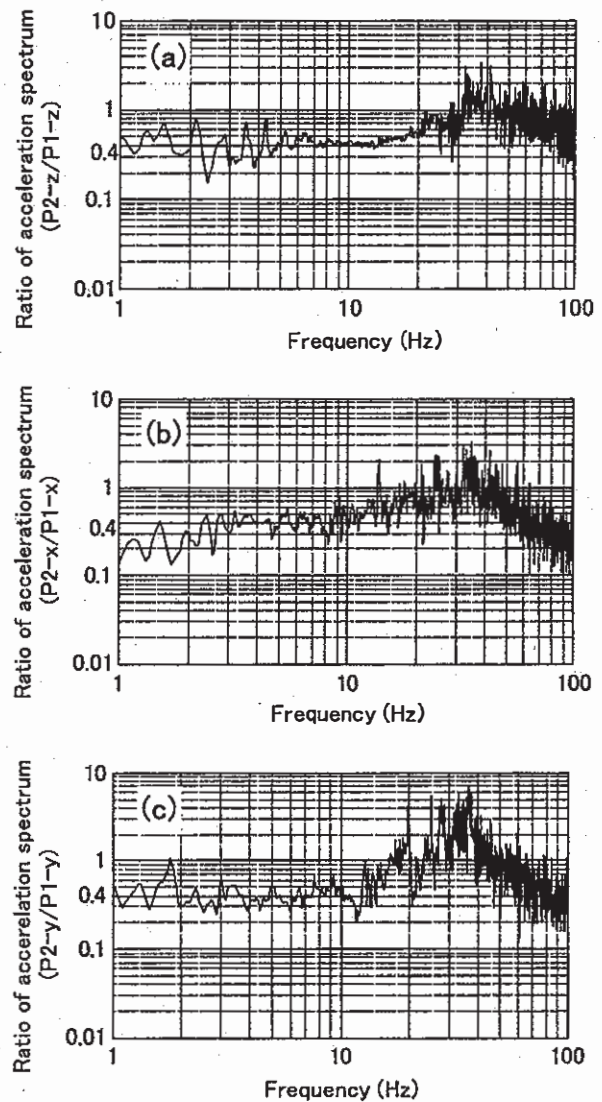 Ratio of acceleration spectrum
(P2-z/P1-z)
(a)
10
1
0.4
0.1
0.01
1
10
100
Frequency (Hz)
Ratio of acceleration spectrum
(P2-x/P1-x)
(b)
10
1
0.4
0.1
0.01
1
10
100
Frequency (Hz)
Ratio of accerelation spectrum
(P2-y/P1-y)
(c)
10
1
0.4
0.1
0.01
1
10
100
Frequency (Hz)